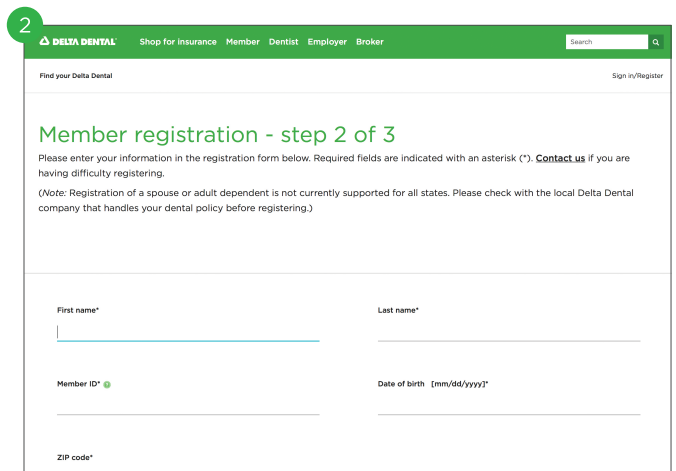 2
DELTA DENTAL® Shop for insurance Member Dentist Employer Broker Search
Find your Delta Dental Sign in/Register
Member registration - step 2 of 3
Please enter your information in the registration form below. Required fields are indicated with an asterisk (*). Contact us if you are
having difficulty registering.
(Note: Registration of a spouse or adult dependent is not currently supported for all states. Please check with the local Delta Dental
company that handles your dental policy before registering.)
First name* Last name*
Member ID* ? Date of birth [mm/dd/yyyy]*
ZIP code*